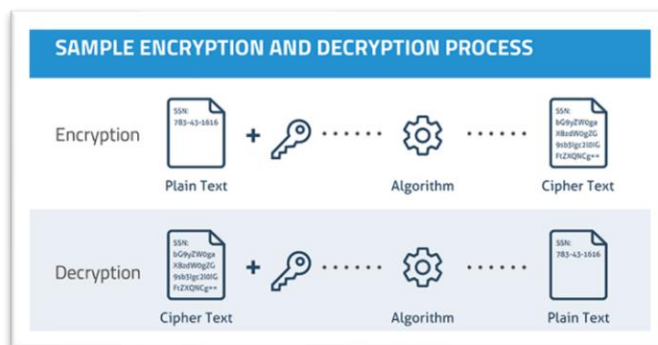 SAMPLE ENCRYPTION AND DECRYPTION PROCESS
Encryption
SSN:
783-43-1616
+
SSN:
bG9yZW0ga
XBzdW0gZG
9sb3Igc2l0IG
FtZXQNCg==
Plain Text
Algorithm
Cipher Text
Decryption
SSN:
bG9yZW0ga
XBzdW0gZG
9sb3Igc2l0IG
FtZXQNCg==
+
SSN:
783-43-1616
Cipher Text
Algorithm
Plain Text